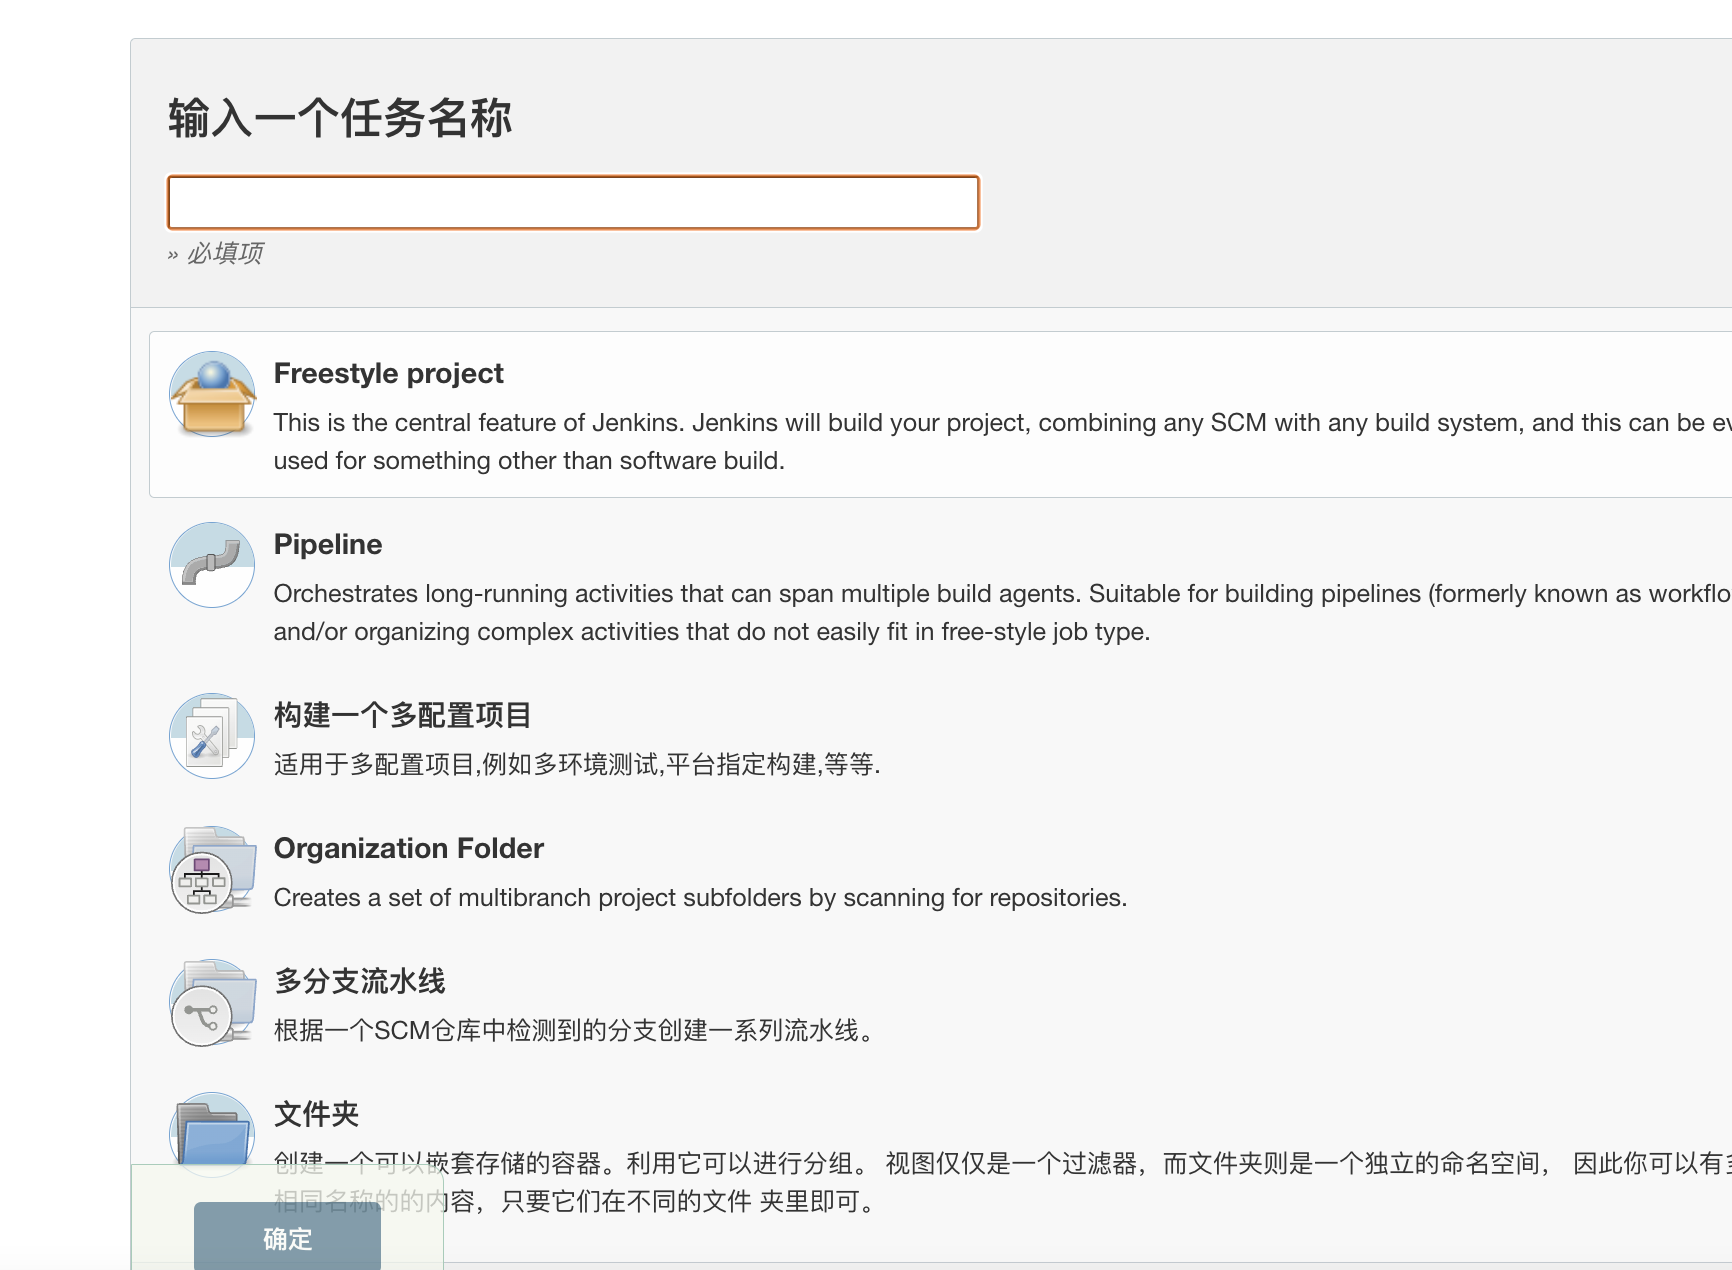 输入一个任务名称
» 必填项
Freestyle project
This is the central feature of Jenkins. Jenkins will build your project, combining any SCM with any build system, and this can be
used for something other than software build.
Pipeline
Orchestrates long-running activities that can span multiple build agents. Suitable for building pipelines (formerly known as
and/or organizing complex activities that do not easily fit in free-style job type.
构建一个多配置项目
适用于多配置项目,例如多环境测试,平台指定构建,等等.
Organization Folder
Creates a set of multibranch project subfolders by scanning for repositories.
多分支流水线
根据一个SCM仓库中检测到的分支创建一系列流水线。
文件夹
创建一个可以嵌套存储的容器。利用它可以进行分组。 视图仅仅是一个过滤器，而文件夹则是一个独立的命名空间， 因此你可以有
相同名称的的内容，只要它们在不同的文件 夹里即可。
确定